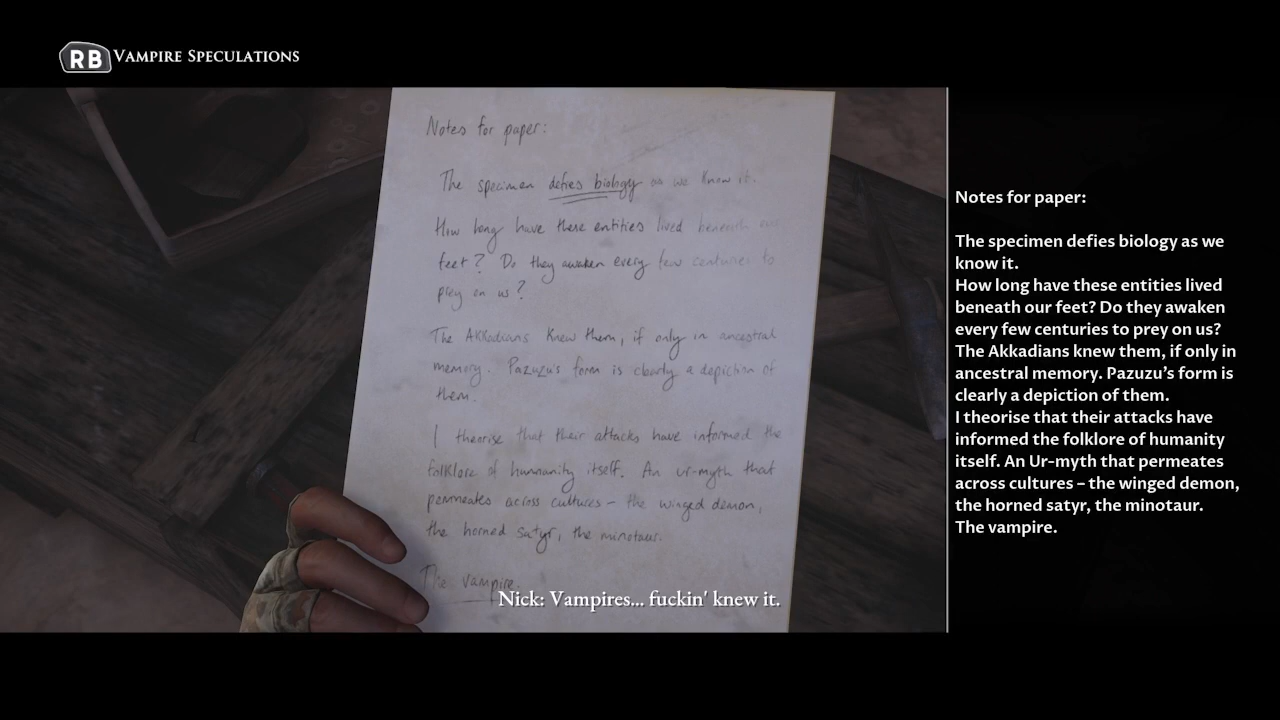 RB Vampire Speculations
Notes for paper:
The specimen defies biology as we know it.
How long have these entities lived beneath our
feet? Do they awaken every few centuries to
prey on us?
The Akkadians knew them, if only in ancestral
memory. Pazuzu's form is clearly a depiction of
them.
I theorise that their attacks have informed the
folklore of humanity itself. An ur-myth that
permeates across cultures – the winged demon,
the horned satyr, the minotaur.
The vampire.
Nick: Vampires... fuckin' knew it.
Notes for paper:
The specimen defies biology as we
know it.
How long have these entities lived
beneath our feet? Do they awaken
every few centuries to prey on us?
The Akkadians knew them, if only in
ancestral memory. Pazuzu’s form is
clearly a depiction of them.
I theorise that their attacks have
informed the folklore of humanity
itself. An Ur-myth that permeates
across cultures – the winged demon,
the horned satyr, the minotaur.
The vampire.